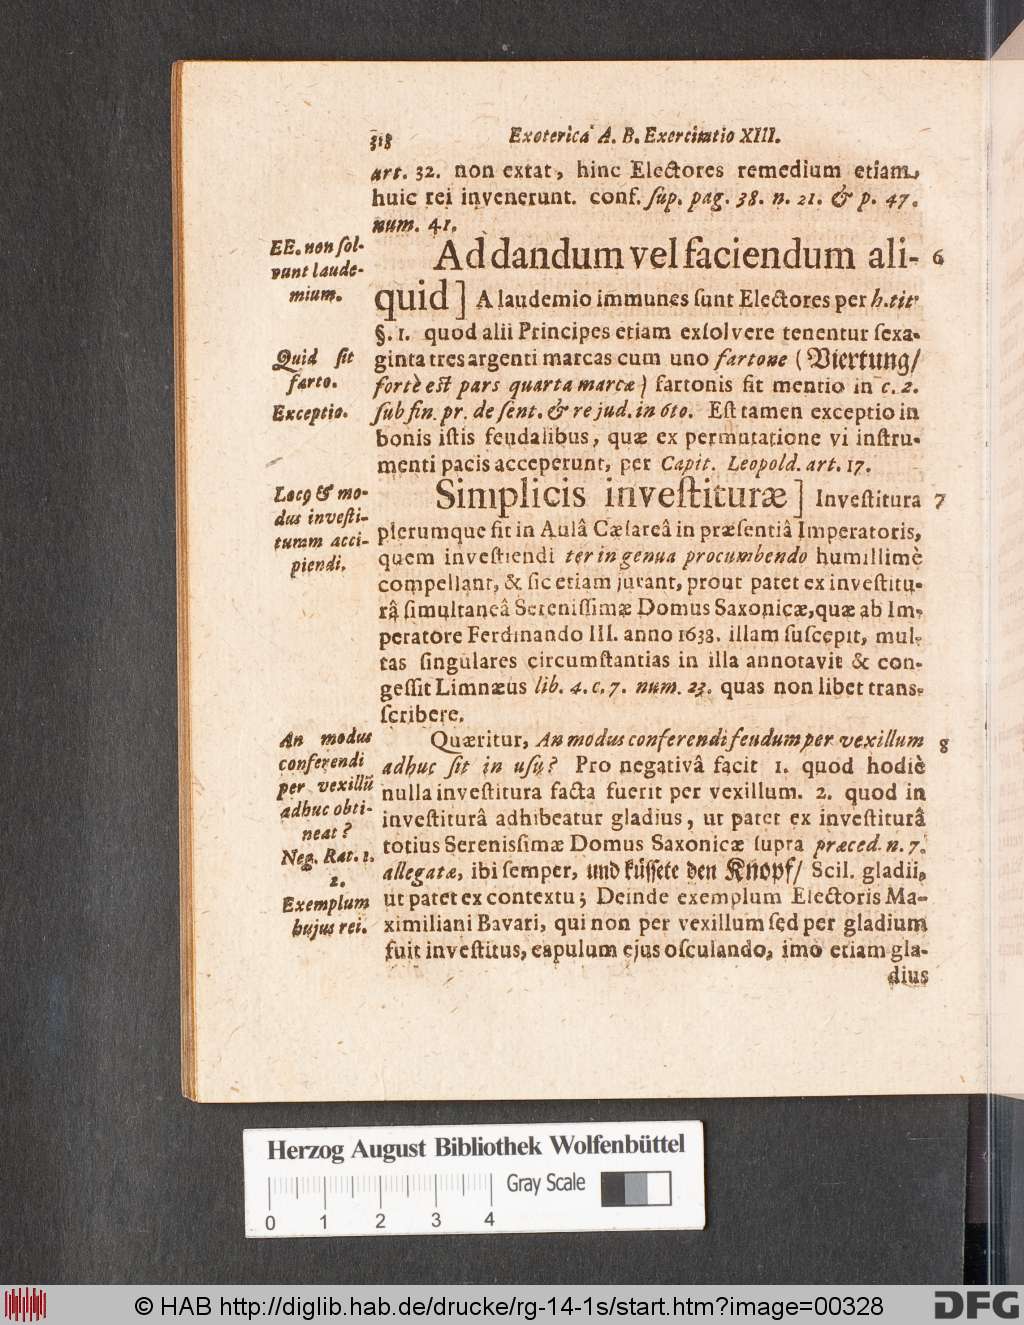 318 Exoterica A. B. Exercitatio XIII.
art. 32. non extat, hinc Electores remedium etiam
huic rei invenerunt. conf. ſup. pag. 38. n. 21. & p. 47.
num. 41.
EE. non ſol-
vunt laude-
mium.
Ad dandum vel faciendum ali- 6
quid] A laudemio immunes ſunt Electores per h. tit
§. 1. quod alii Principes etiam exſolvere tenentur ſexa-
Quid ſit
farto.
ginta tres argenti marcas cum uno fartone (Viertung/
fortè eſt pars quarta marcæ) fartonis fit mentio in c. 2.
Exceptio.
ſub fin. pr. de ſent. & re jud. in 6to. Eſt tamen exceptio in
bonis iſtis feudalibus, quæ ex permutatione vi inſtru-
menti pacis acceperunt, per Capit. Leopold. art. 17.
Locꝰ & mo-
dus inveſti-
turam acci-
piendi.
Simplicis inveſtituræ] Inveſtitura 7
plerumque fit in Aulâ Cæſareâ in præſentiâ Imperatoris,
quem inveſtiendi ter in genua procumbendo humillimè
compellant, & ſic etiam jurant, prout patet ex inveſtitu-
râ ſimultaneâ Sereniſſimæ Domus Saxonicæ, quæ ab Im-
peratore Ferdinando III. anno 1638. illam ſuſcepit, mul-
tas ſingulares circumſtantias in illa annotavit & con-
geſſit Limnæus lib. 4. c. 7. num. 23. quas non libet trans-
ſcribere.
An modus
conferendi
per vexillū
adhuc obti-
neat?
Neg. Rat. 1.
2.
Exemplum
hujus rei.
Quæritur, An modus conferendi feudum per vexillum 8
adhuc ſit in uſu? Pro negativâ facit 1. quod hodiè
nulla inveſtitura facta fuerit per vexillum. 2. quod in
inveſtiturâ adhibeatur gladius, ut patet ex inveſtiturâ
totius Sereniſſimæ Domus Saxonicæ ſupra præced. n. 7.
allegatæ, ibi ſemper, und küſſete den Knopf/ Scil. gladii,
ut patet ex contextu; Deinde exemplum Electoris Ma-
ximiliani Bavari, qui non per vexillum ſed per gladium
fuit inveſtitus, capulum ejus oſculando, imò etiam gla-
dius
Herzog August Bibliothek Wolfenbüttel
Gray Scale
0 1 2 3 4
© HAB http://diglib.hab.de/drucke/rg-14-1s/start.htm?image=00328
DFG